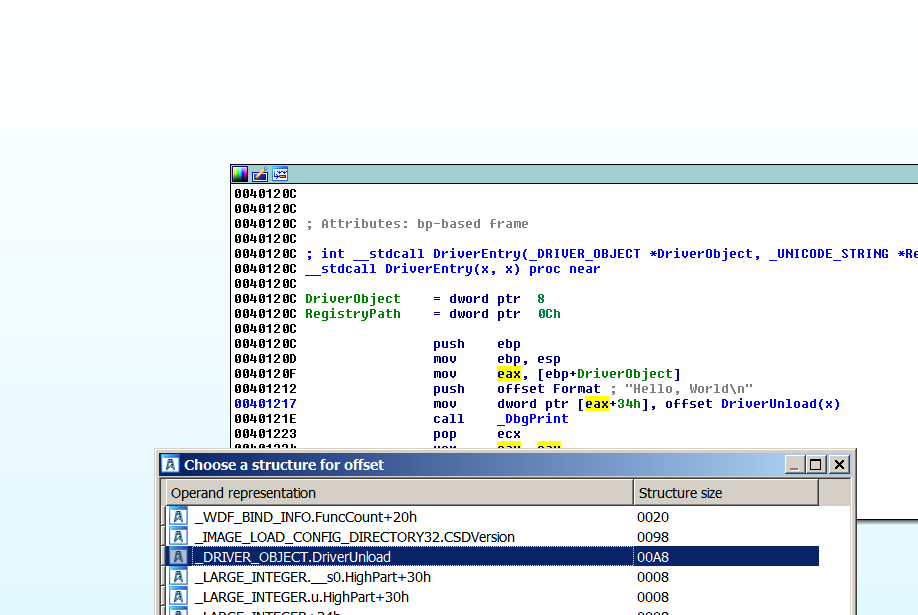 0040120C
0040120C
0040120C ; Attributes: bp-based frame
0040120C
0040120C ; int __stdcall DriverEntry(_DRIVER_OBJECT *DriverObject, _UNICODE_STRING *Re
0040120C __stdcall DriverEntry(x, x) proc near
0040120C
0040120C DriverObject = dword ptr 8
0040120C RegistryPath = dword ptr 0Ch
0040120C
0040120C push ebp
0040120D mov ebp, esp
0040120F mov eax, [ebp+DriverObject]
00401212 push offset Format ; "Hello, World\n"
00401217 mov dword ptr [eax+34h], offset DriverUnload(x)
0040121E call _DbgPrint
00401223 pop ecx
Choose a structure for offset
Operand representation Structure size
_WDF_BIND_INFO.FuncCount+20h 0020
_IMAGE_LOAD_CONFIG_DIRECTORY32.CSDVersion 0098
_DRIVER_OBJECT.DriverUnload 00A8
_LARGE_INTEGER.__s0.HighPart+30h 0008
_LARGE_INTEGER.u.HighPart+30h 0008